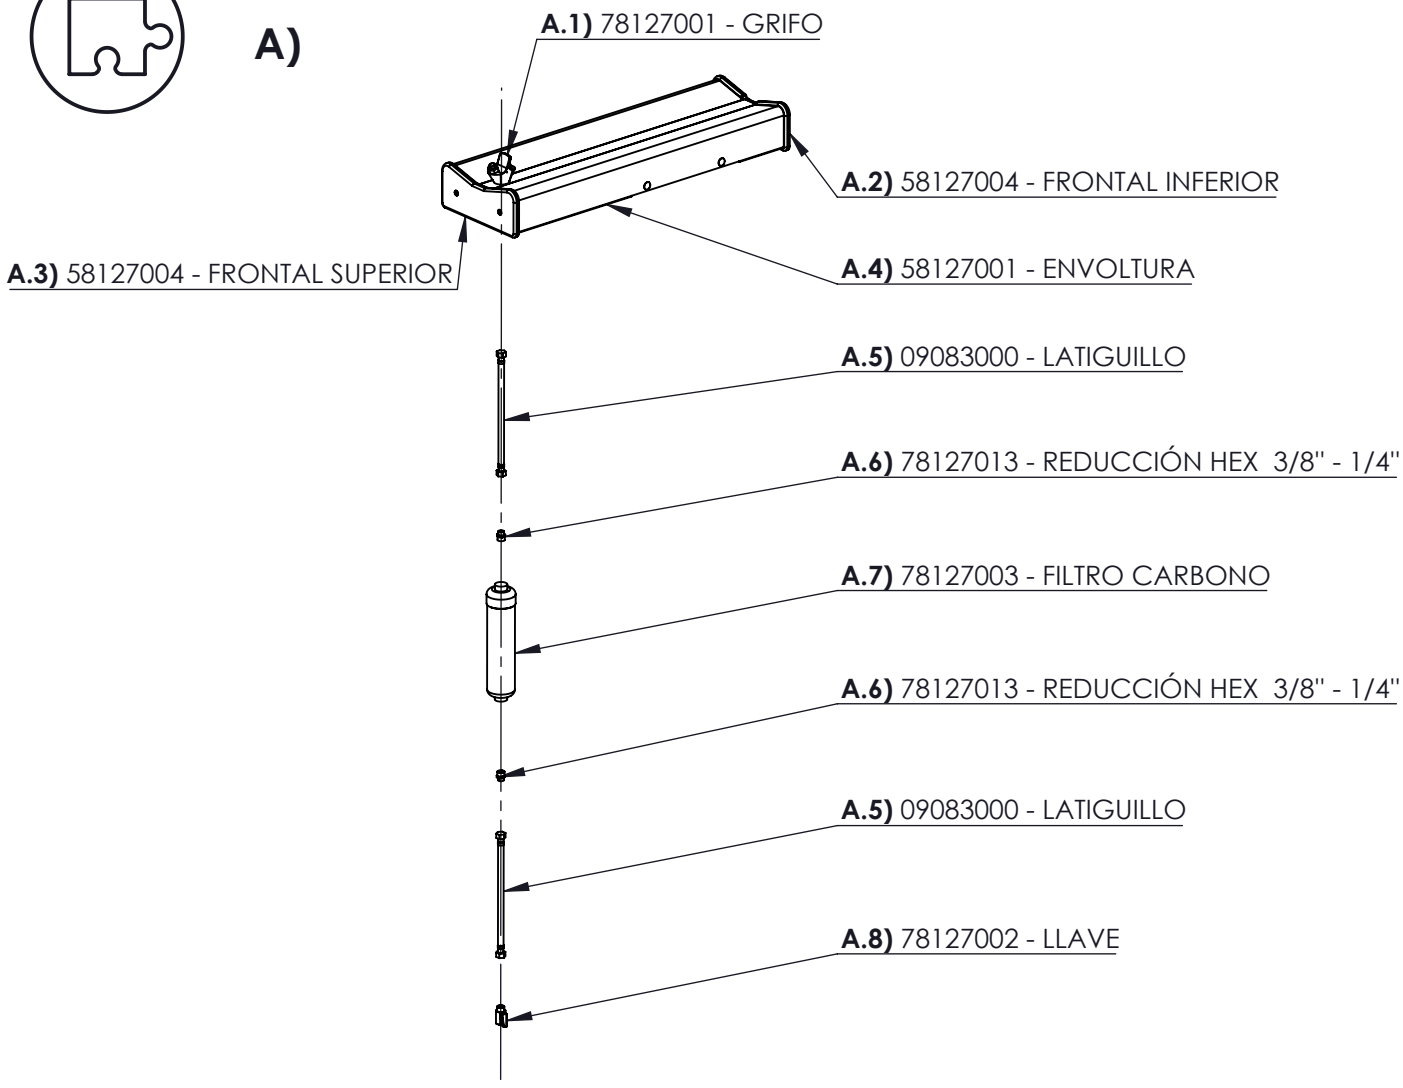 A)
A.1) 78127001 - GRIFO
A.2) 58127004 - FRONTAL INFERIOR
A.3) 58127004 - FRONTAL SUPERIOR
A.4) 58127001 - ENVOLTURA
A.5) 09083000 - LATIGUILLO
A.6) 78127013 - REDUCCIÓN HEX 3/8" - 1/4"
A.7) 78127003 - FILTRO CARBONO
A.6) 78127013 - REDUCCIÓN HEX 3/8" - 1/4"
A.5) 09083000 - LATIGUILLO
A.8) 78127002 - LLAVE